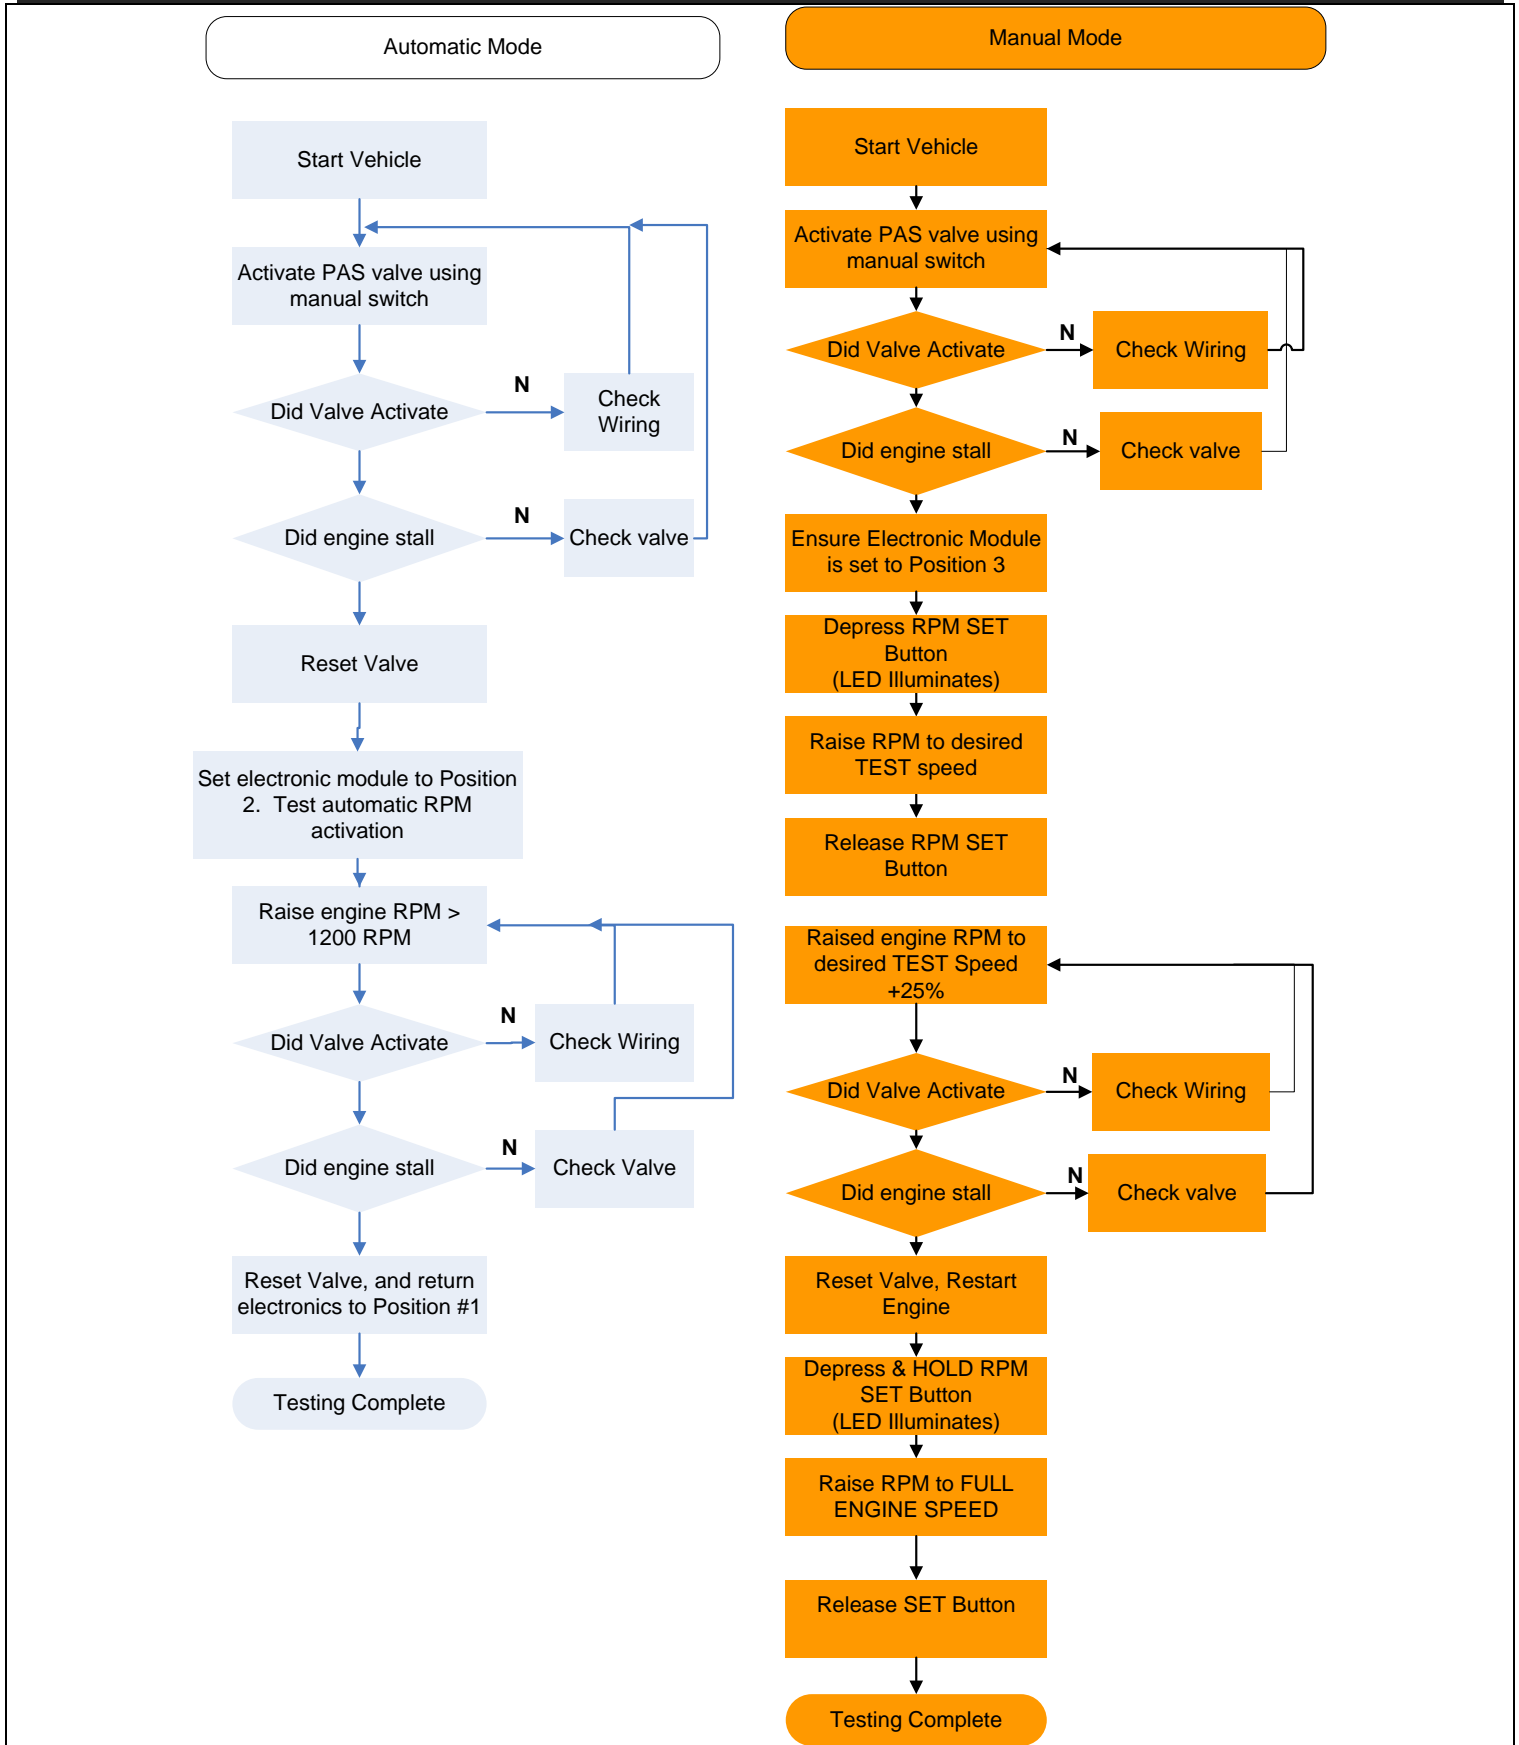 Automatic Mode
Start Vehicle
Activate PAS valve using
manual switch
Did Valve Activate
N
Check
Wiring
Did engine stall
N
Check valve
Reset Valve
Set electronic module to Position
2.  Test automatic RPM
activation
Raise engine RPM >
1200 RPM
Did Valve Activate
N
Check Wiring
Did engine stall
N
Check Valve
Reset Valve, and return
electronics to Position #1
Testing Complete
Manual Mode
Start Vehicle
Activate PAS valve using
manual switch
Did Valve Activate
N
Check Wiring
Did engine stall
N
Check valve
Ensure Electronic Module
is set to Position 3
Depress RPM SET
Button
(LED Illuminates)
Raise RPM to desired
TEST speed
Release RPM SET
Button
Raised engine RPM to
desired TEST Speed
+25%
Did Valve Activate
N
Check Wiring
Did engine stall
N
Check valve
Reset Valve, Restart
Engine
Depress & HOLD RPM
SET Button
(LED Illuminates)
Raise RPM to FULL
ENGINE SPEED
Release SET Button
Testing Complete